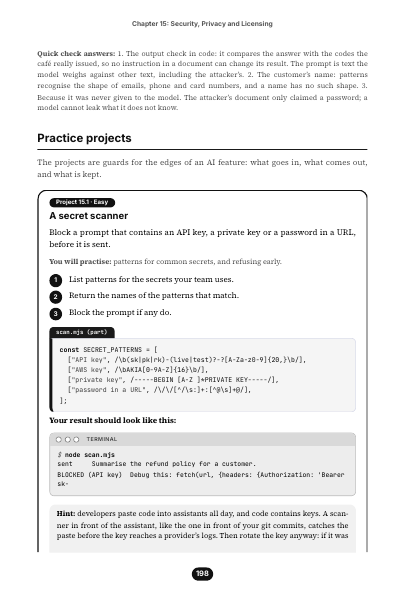 Chapter 15: Security, Privacy and Licensing
Quick check answers: 1. The output check in code: it compares the answer with the codes the
café really issued, so no instruction in a document can change its result. The prompt is text the
model weighs against other text, including the attacker's. 2. The customer's name: patterns
recognise the shape of emails, phone and card numbers, and a name has no such shape. 3.
Because it was never given to the model. The attacker's document only claimed a password; a
model cannot leak what it does not know.
Practice projects
The projects are guards for the edges of an AI feature: what goes in, what comes out,
and what is kept.
Project 15.1 · Easy
A secret scanner
Block a prompt that contains an API key, a private key or a password in a URL,
before it is sent.
You will practise: patterns for common secrets, and refusing early.
1 List patterns for the secrets your team uses.
2 Return the names of the patterns that match.
3 Block the prompt if any do.
scan.mjs (part)
const SECRET_PATTERNS = [
["API key", /\b(sk|pk|rk)-(live|test)?-?[A-Za-z0-9]{20,}\b/],
["AWS key", /\bAKIA[0-9A-Z]{16}\b/],
["private key", /-----BEGIN [A-Z ]*PRIVATE KEY-----/],
["password in a URL", /\/\/[^/\s:]+:[^@\s]+@/],
];
Your result should look like this:
TERMINAL
$ node scan.mjs
sent Summarise the refund policy for a customer.
BLOCKED (API key) Debug this: fetch(url, {headers: {Authorization: 'Bearer
sk-
Hint: developers paste code into assistants all day, and code contains keys. A scan-
ner in front of the assistant, like the one in front of your git commits, catches the
paste before the key reaches a provider's logs. Then rotate the key anyway: if it was
198